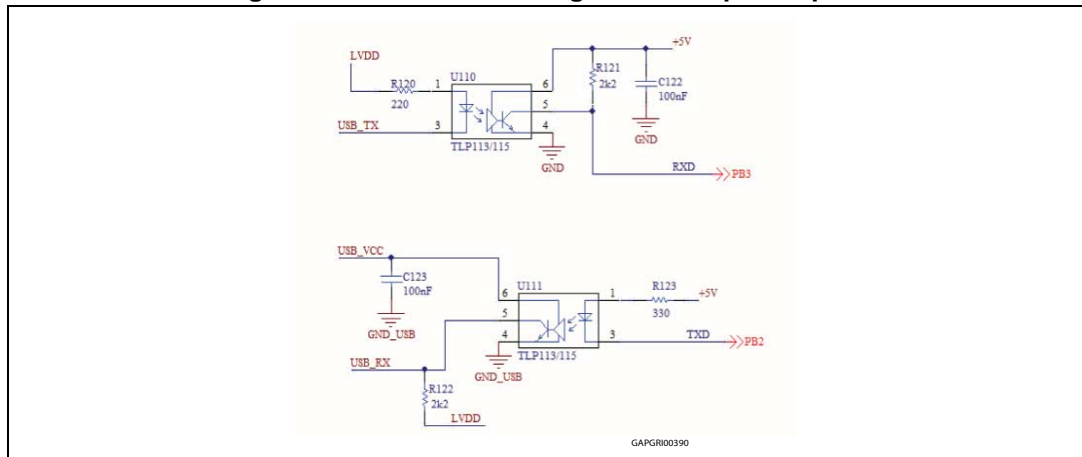 LVDD
R120
220
USB_TX
1
3
U110
TLP113/115
6
5
4
GND
R121
2k2
+5V
C122
100nF
GND
RXD
PB3
USB_VCC
C123
100nF
GND_USB
USB_RX
R122
2k2
LVDD
6
5
4
GND_USB
U111
TLP113/115
1
3
R123
330
+5V
TXD
PB2
GAPGRI00390